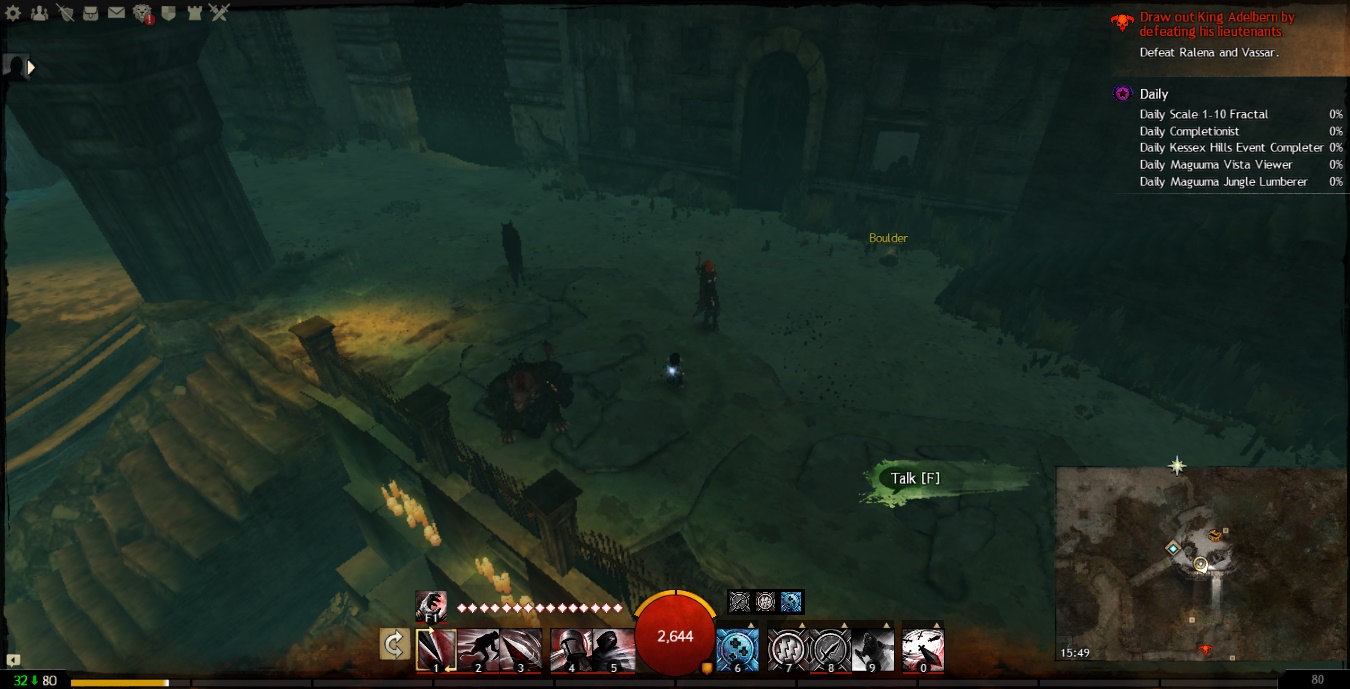 Draw out King Adelbern by
defeating his lieutenants.
Defeat Ralena and Vassar.
Daily
Daily Scale 1-10 Fractal 0%
Daily Completionist 0%
Daily Kessex Hills Event Completer 0%
Daily Maguuma Vista Viewer 0%
Daily Maguuma Jungle Lumberer 0%
Boulder
Talk [F]
F1
2,644
1 2 3 4 5 6 7 8 9 0
15:49
32 80
80